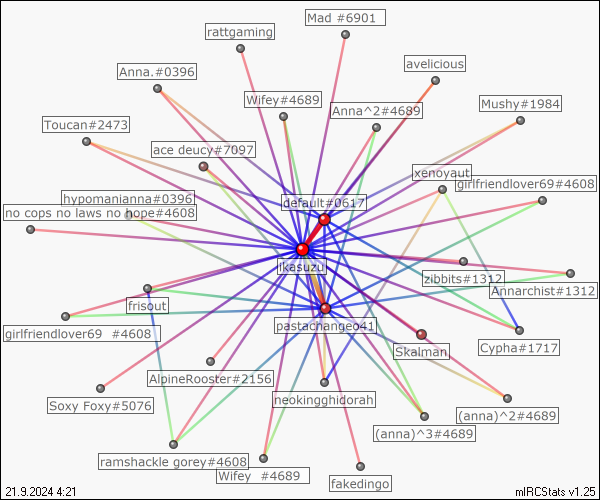 Mad #6901
rattgaming
avelicious
Anna.#0396
Wifey#4689
Anna^2#4689
Mushy#1984
Toucan#2473
ace deucy#7097
xenoyaut
girlfriendlover69#4608
hypomanianna#0396
default#0617
no cops no laws no hope#4608
ikasuzu
zibbits#1312
Annarchist#1312
frisout
pastachangeo41
girlfriendlover69 #4608
Skalman
Cypha#1717
AlpineRooster#2156
neokingghidorah
Soxy Foxy#5076
(anna)^2#4689
(anna)^3#4689
ramshackle gorey#4608
Wifey #4689
fakedingo
21.9.2024 4:21
mIRCStats v1.25